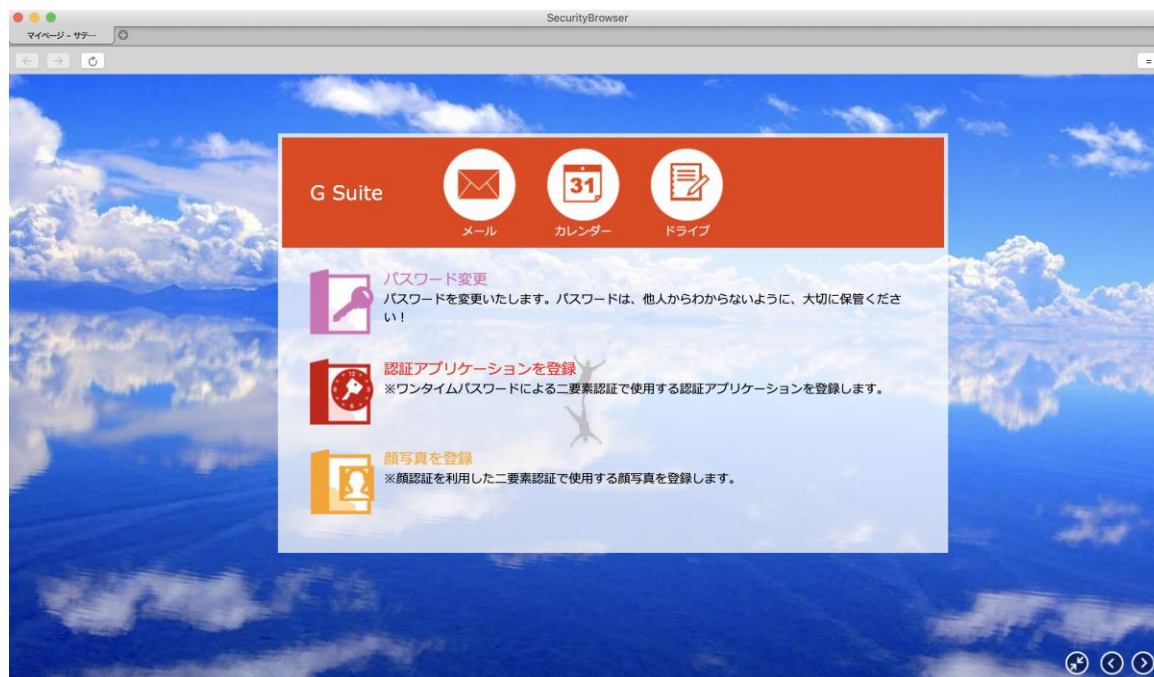 SecurityBrowser
マイページ - サテ…
G Suite
31
メール
カレンダー
ドライブ
パスワード変更
パスワードを変更いたします。パスワードは、他人からわからないように、大切に保管くださ
い！
認証アプリケーションを登録
※ワンタイムパスワードによる二要素認証で使用する認証アプリケーションを登録します。
顔写真を登録
※顔認証を利用した二要素認証で使用する顔写真を登録します。